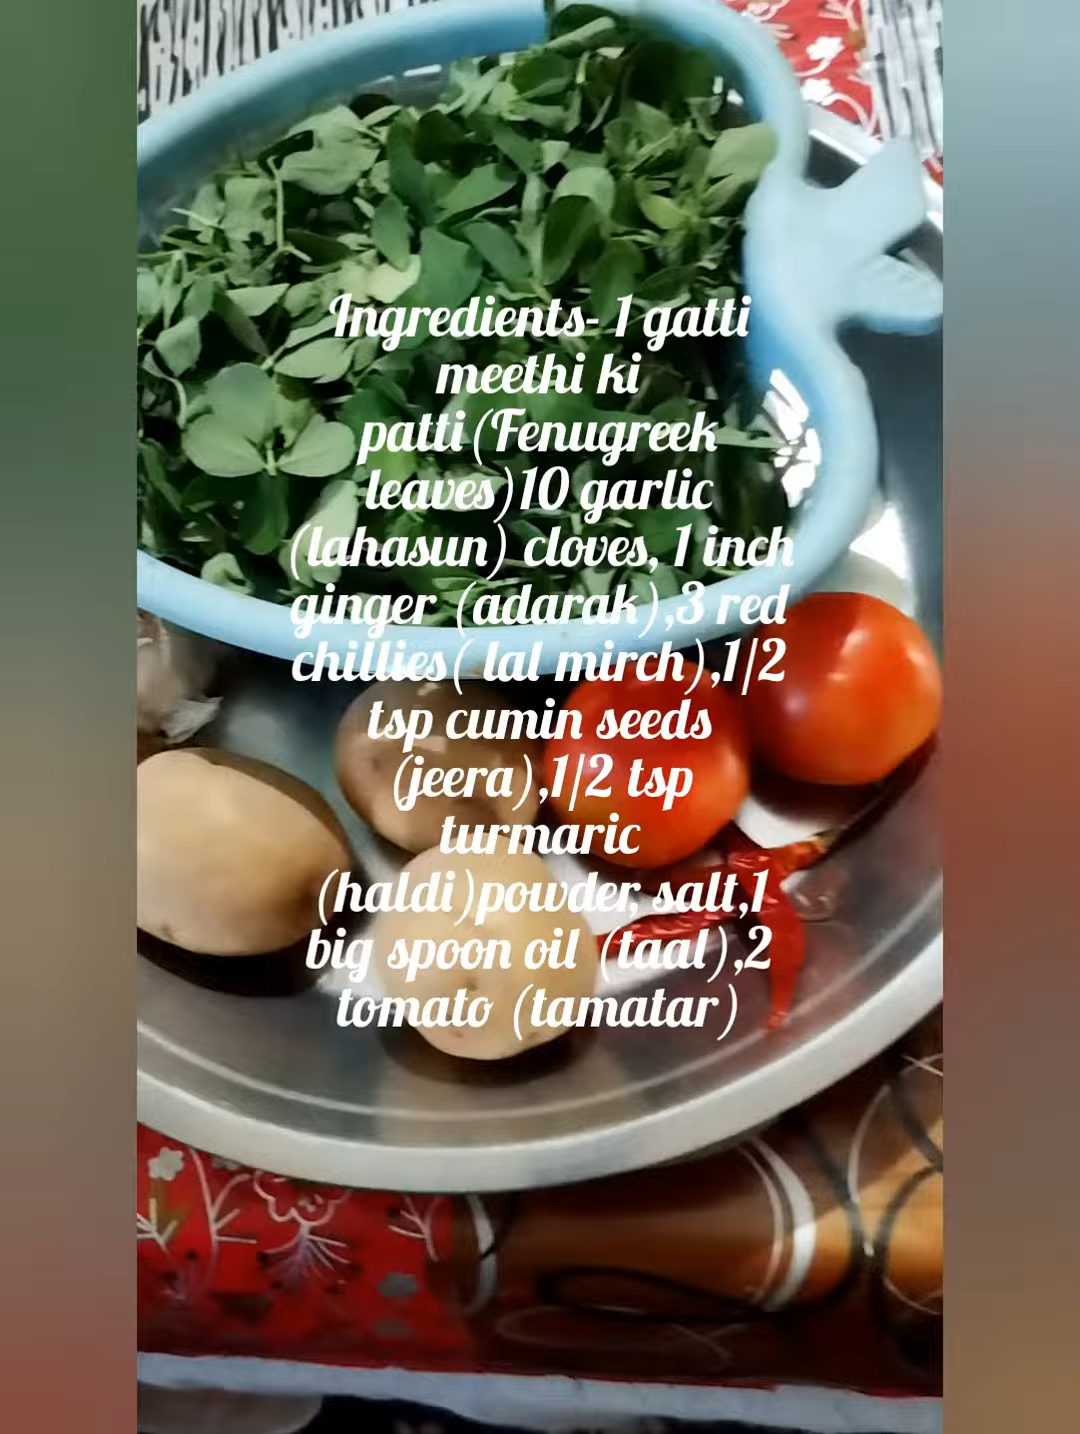 Ingredients- 1 gatti
meethi ki
patti(Fenugreek
leaves)10 garlic
(lahasun) cloves, 1 inch
ginger (adarak),3 red
chillies( lal mirch),1/2
tsp cumin seeds
(jeera),1/2 tsp
turmaric
(haldi)powder, salt,1
big spoon oil (taal),2
tomato (tamatar)